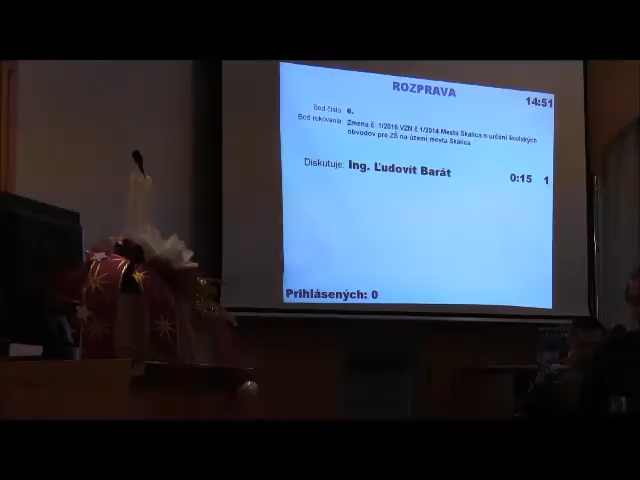 ROZPRAVA
14:51
Bod číslo: 6.
Bod rokovania: Zmena č. 1/2016 VZN č 1/2014 Mesta Skalica o určení školských
obvodov pre ZŠ na území mesta Skalica
Diskutuje: Ing. Ľudovít Barát 0:15 1
Prihlásených: 0